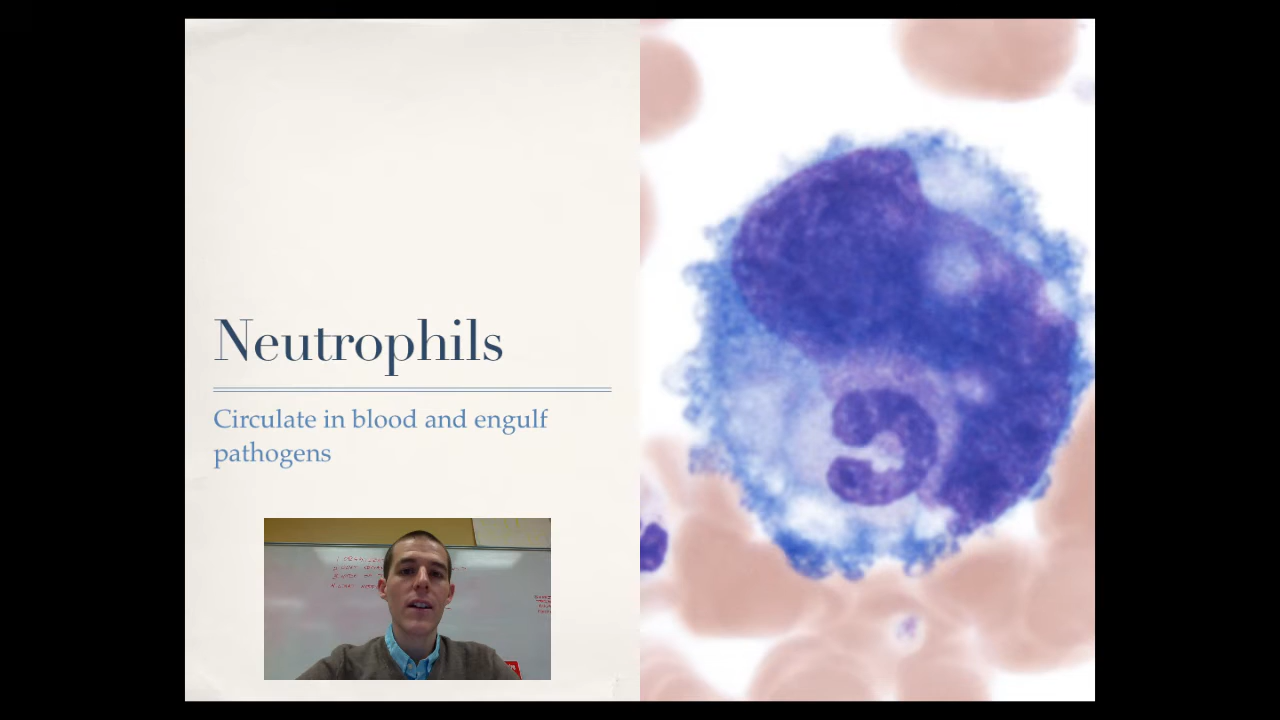 Neutrophils
Circulate in blood and engulf
pathogens